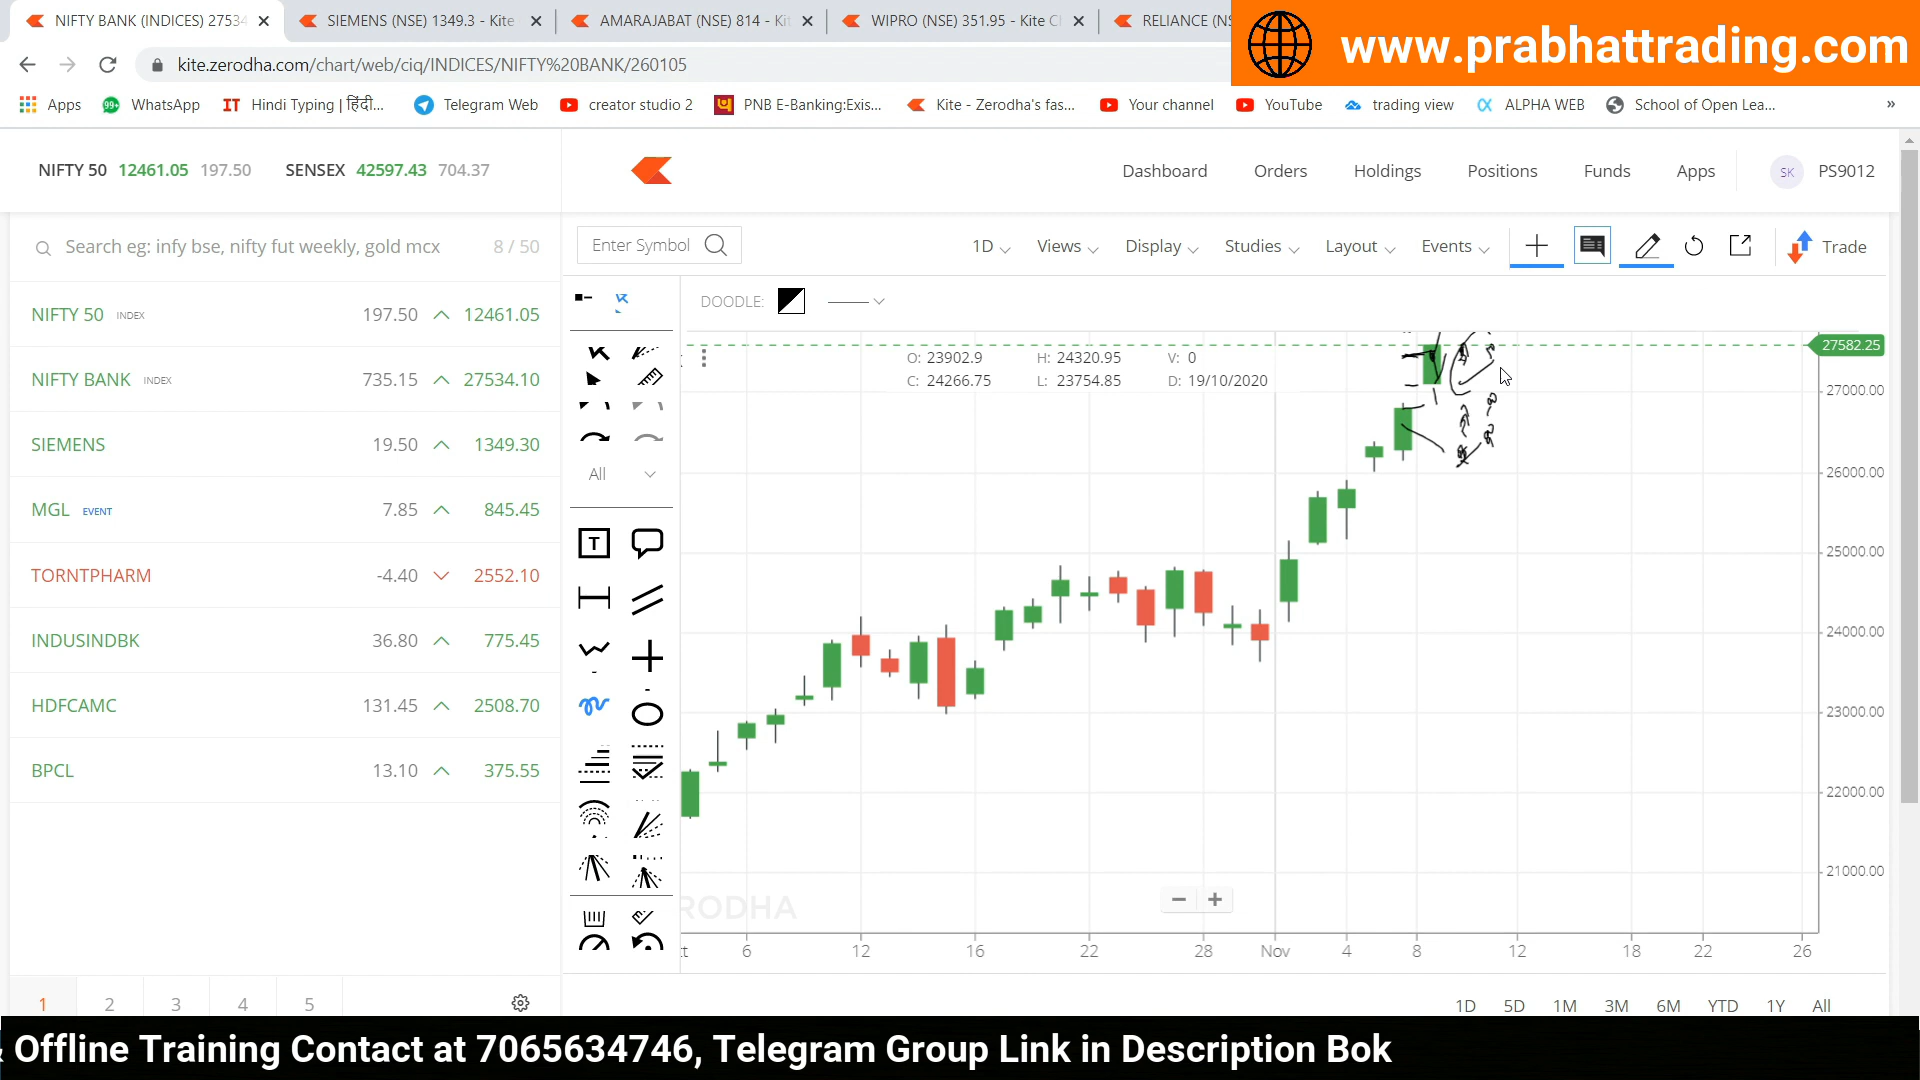 NIFTY BANK (INDICES) 27534
SIEMENS (NSE) 1349.3 - Kite
AMARAJABAT (NSE) 814 - Kit
WIPRO (NSE) 351.95 - Kite C
RELIANCE (NS
www.prabhattrading.com
kite.zerodha.com/chart/web/ciq/INDICES/NIFTY%20BANK/260105
Apps
99+ WhatsApp
IT Hindi Typing | हिंदी...
Telegram Web
creator studio 2
PNB E-Banking:Exis...
Kite - Zerodha's fas...
Your channel
YouTube
trading view
ALPHA WEB
School of Open Lea...
»
NIFTY 50 12461.05 197.50 SENSEX 42597.43 704.37
Dashboard Orders Holdings Positions Funds Apps SK PS9012
Search eg: infy bse, nifty fut weekly, gold mcx 8 / 50
Enter Symbol 1D Views Display Studies Layout Events Trade
NIFTY 50 INDEX 197.50 12461.05
NIFTY BANK INDEX 735.15 27534.10
SIEMENS 19.50 1349.30
MGL EVENT 7.85 845.45
TORNTPHARM -4.40 2552.10
INDUSINDBK 36.80 775.45
HDFCAMC 131.45 2508.70
BPCL 13.10 375.55
1 2 3 4 5
DOODLE:
All
T
O: 23902.9 H: 24320.95 V: 0
C: 24266.75 L: 23754.85 D: 19/10/2020
27582.25
27000.00
26000.00
25000.00
24000.00
23000.00
22000.00
21000.00
RODHA
− +
6 12 16 22 28 Nov 4 8 12 18 22 26
1D 5D 1M 3M 6M YTD 1Y All
Offline Training Contact at 7065634746, Telegram Group Link in Description Bok